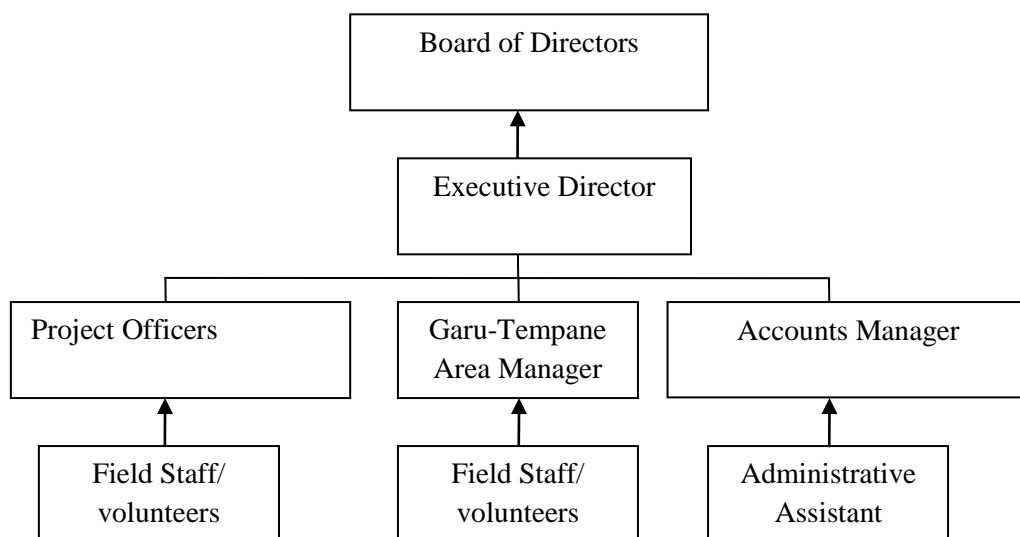 Board of Directors
Executive Director
Project Officers
Garu-Tempane
Area Manager
Accounts Manager
Field Staff/
volunteers
Field Staff/
volunteers
Administrative
Assistant